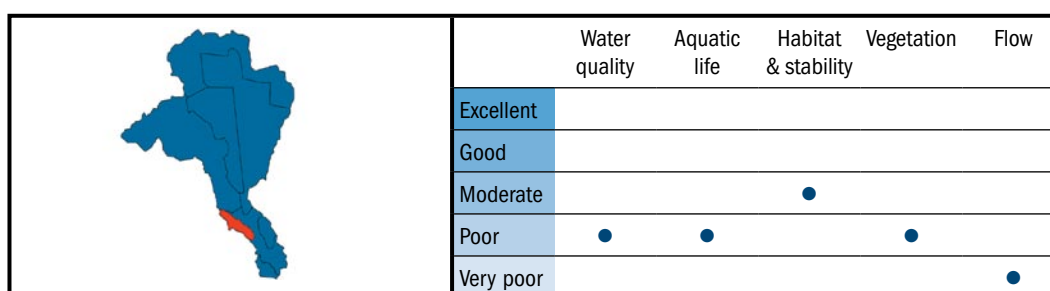 Water quality
Aquatic life
Habitat & stability
Vegetation
Flow
Excellent
Good
Moderate
Poor
Very poor